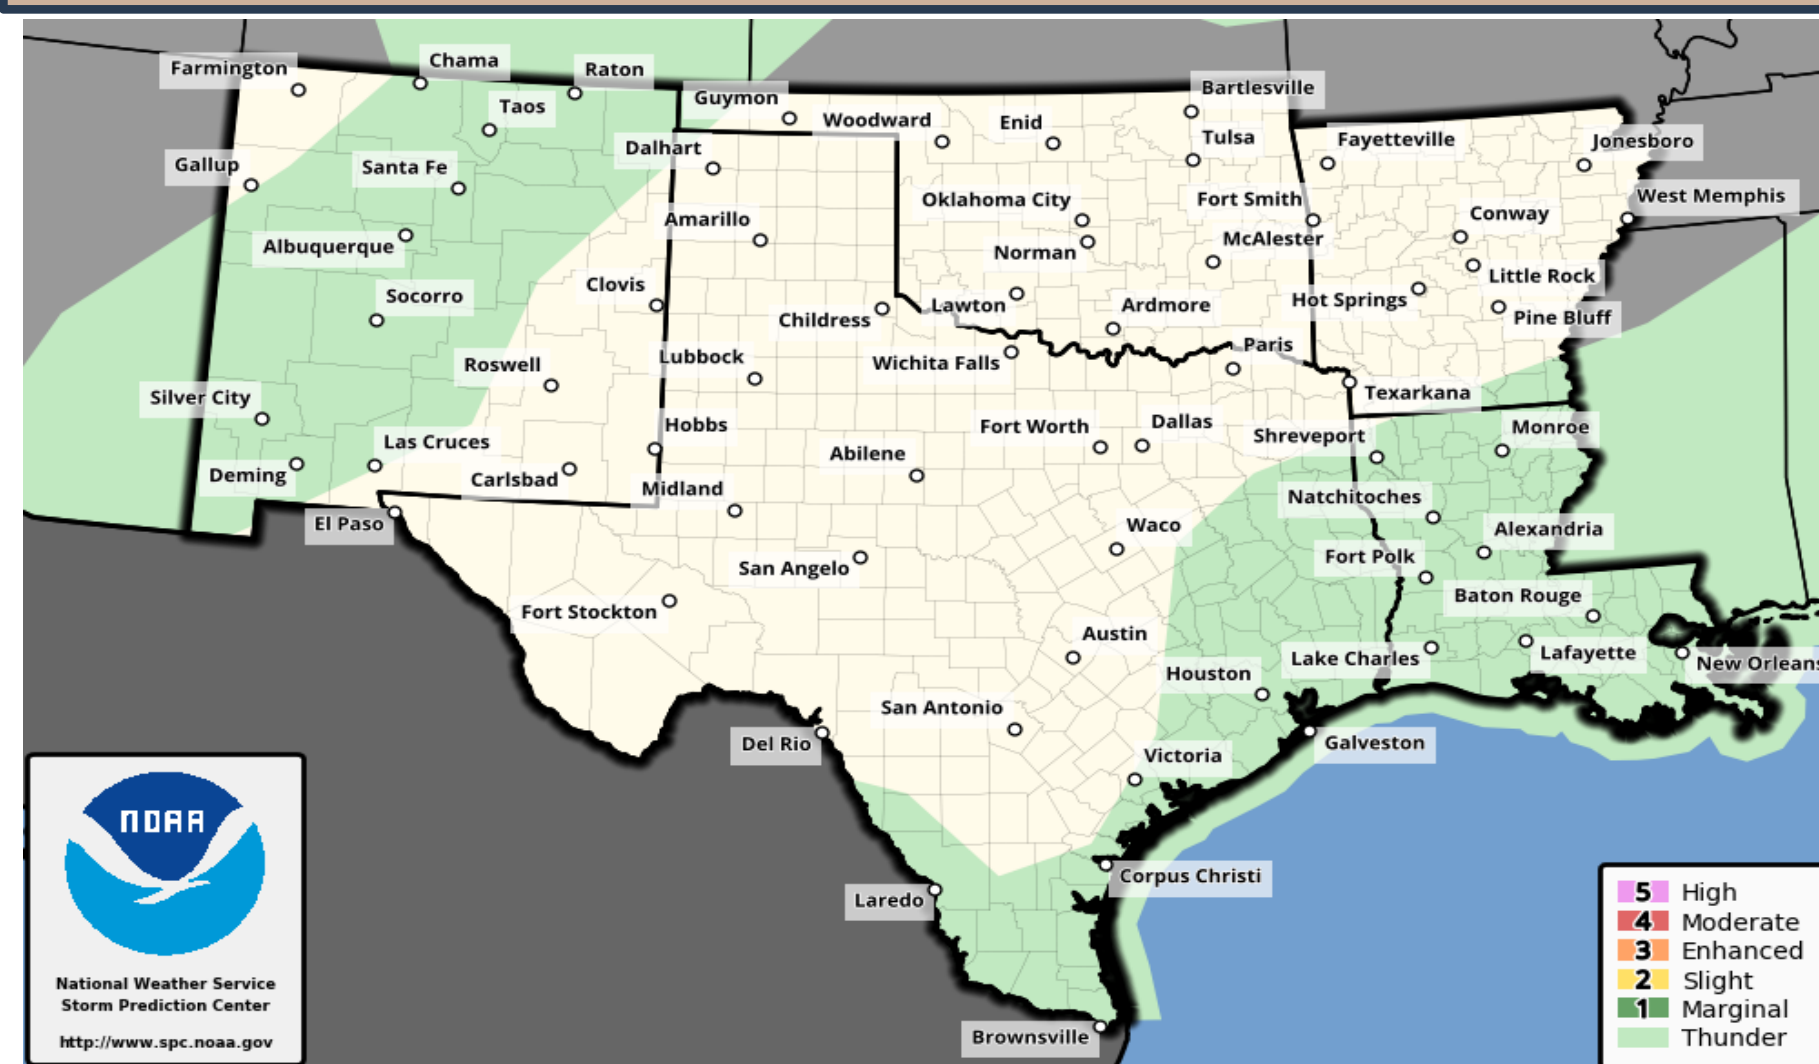 Farmington
Chama
Raton
Taos
Guymon
Woodward
Enid
Bartlesville
Tulsa
Fayetteville
Jonesboro
Gallup
Santa Fe
Dalhart
Amarillo
Oklahoma City
Fort Smith
Conway
West Memphis
Albuquerque
Norman
McAlester
Socorro
Clovis
Childress
Lawton
Ardmore
Hot Springs
Little Rock
Pine Bluff
Roswell
Lubbock
Wichita Falls
Paris
Texarkana
Silver City
Las Cruces
Hobbs
Abilene
Fort Worth
Dallas
Shreveport
Monroe
Deming
Carlsbad
Midland
Natchitoches
El Paso
Waco
Alexandria
San Angelo
Fort Polk
Fort Stockton
Baton Rouge
Austin
Lake Charles
Lafayette
New Orleans
Houston
San Antonio
Del Rio
Victoria
Galveston
Laredo
Corpus Christi
Brownsville
NOAA
National Weather Service
Storm Prediction Center
http://www.spc.noaa.gov
5 High
4 Moderate
3 Enhanced
2 Slight
1 Marginal
Thunder